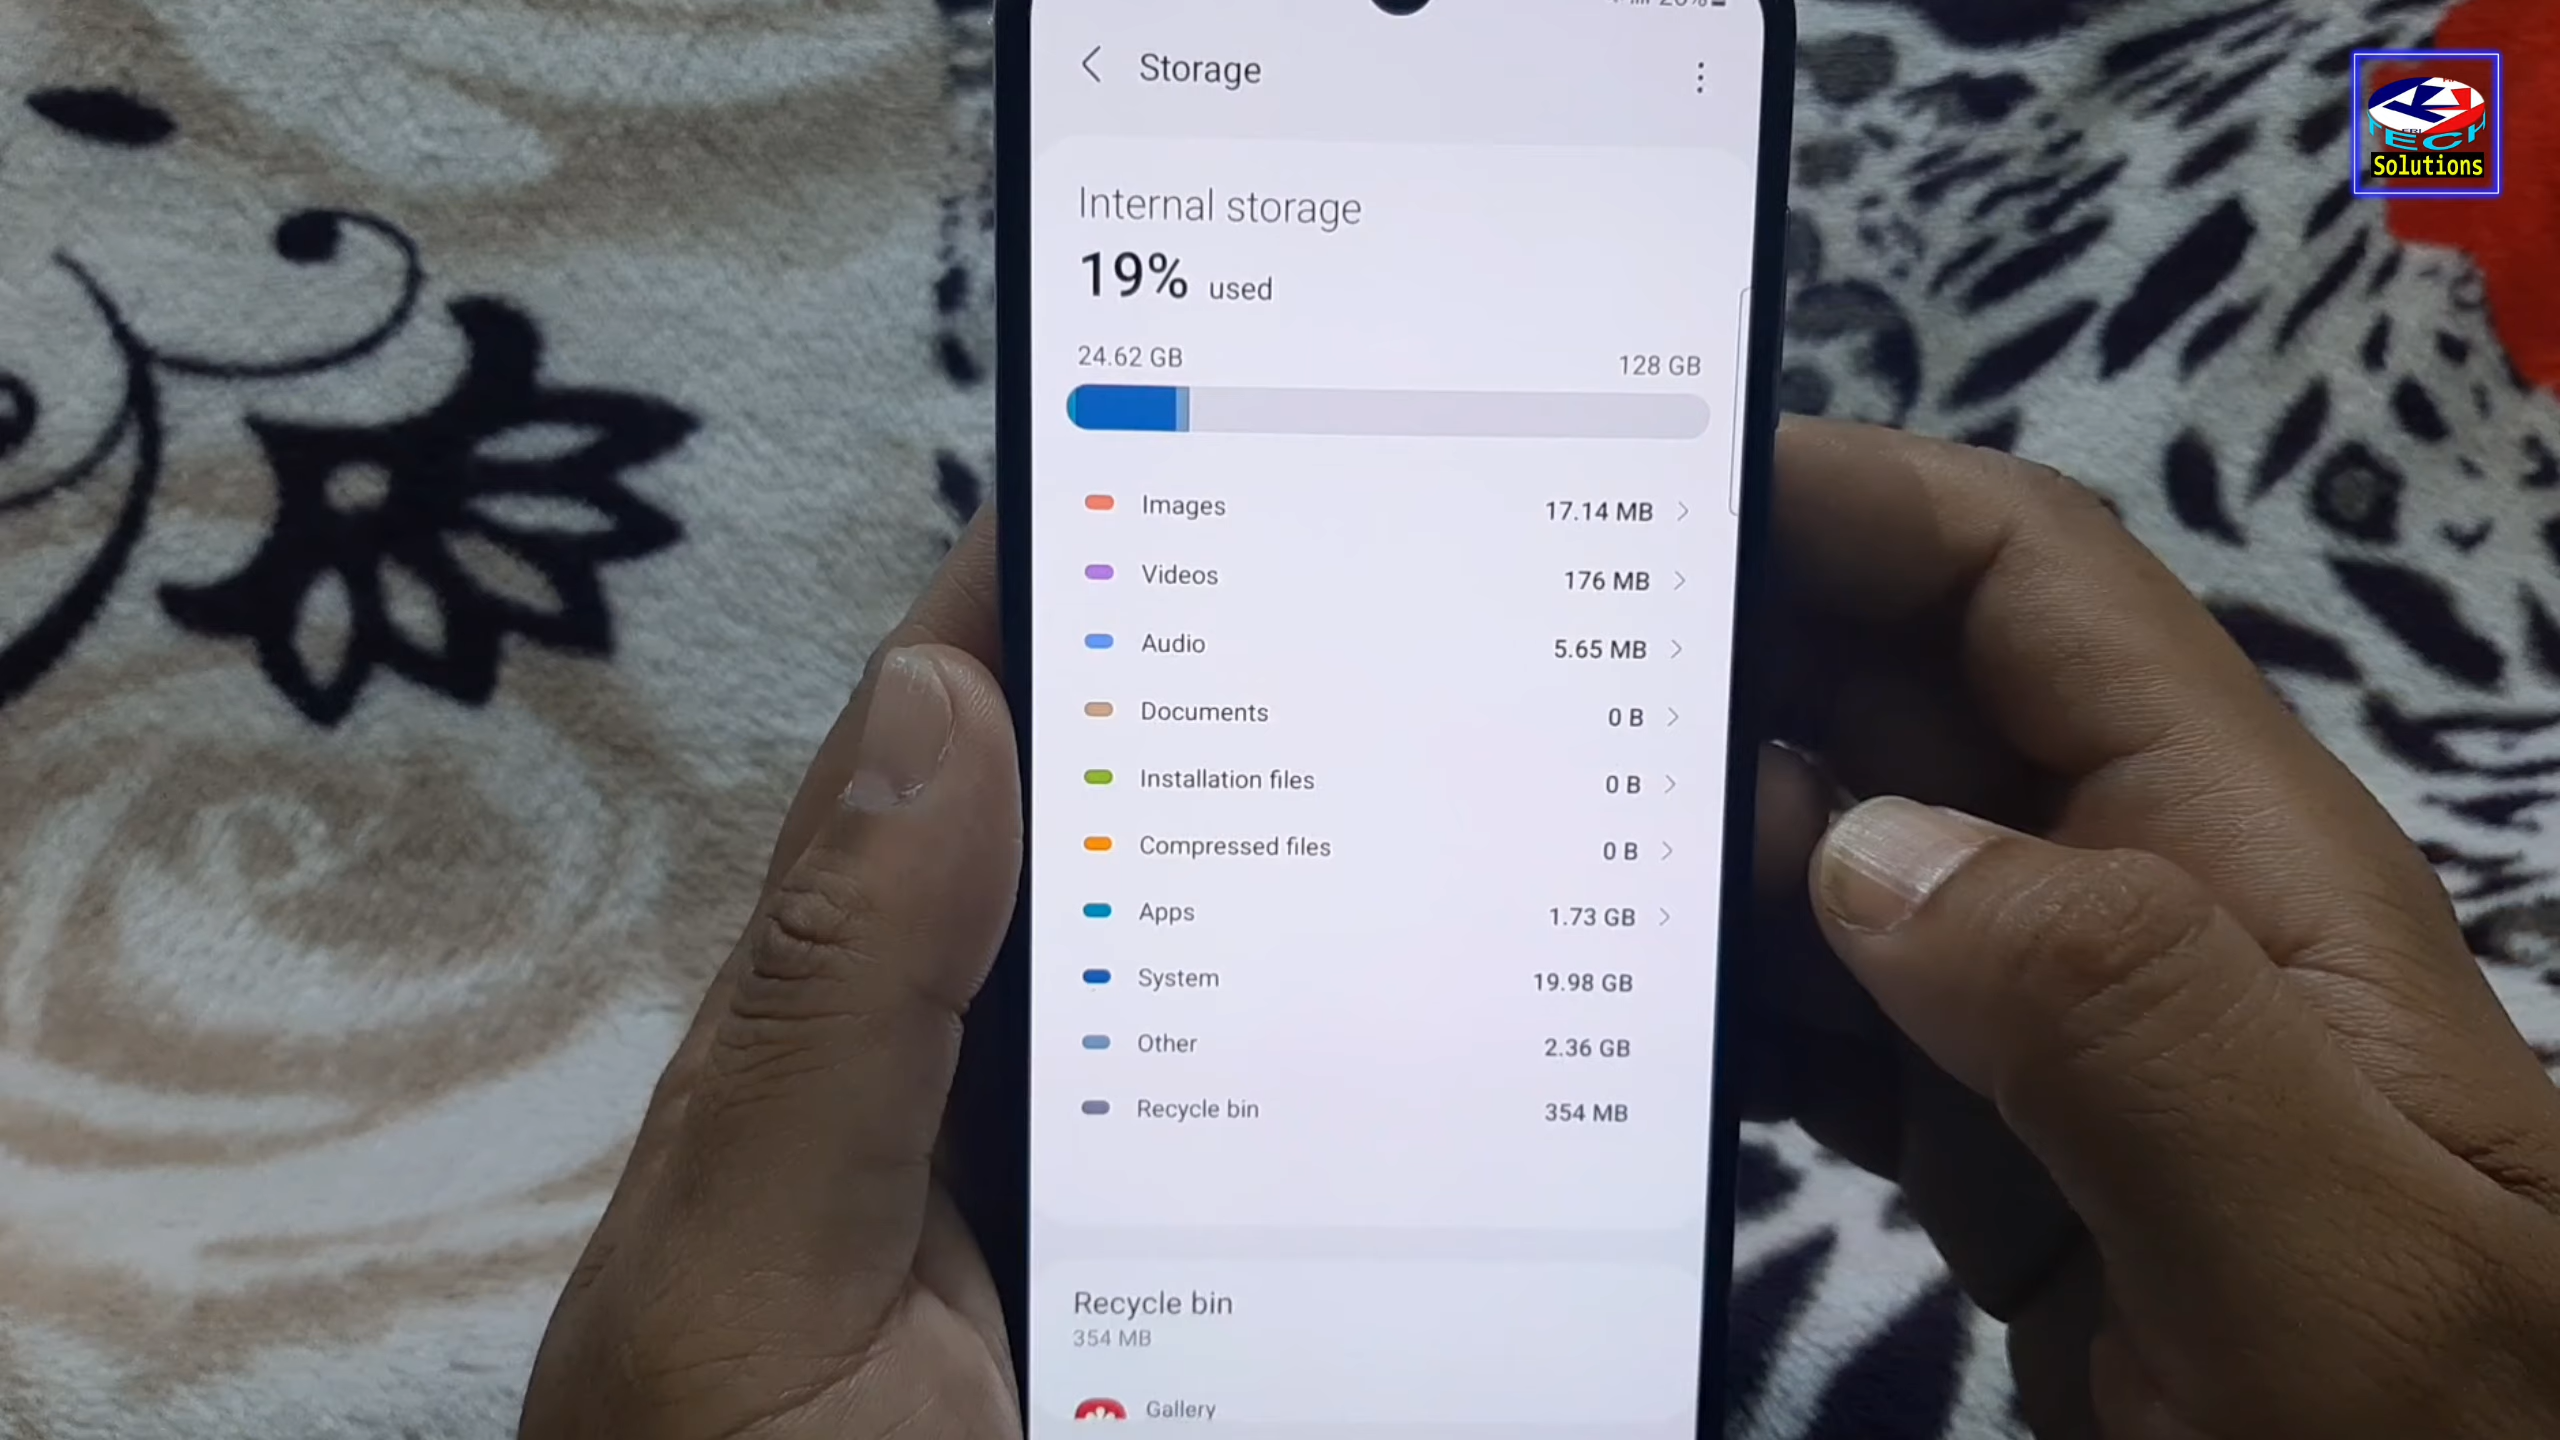 Storage
Internal storage
19% used
24.62 GB 128 GB
Images 17.14 MB
Videos 176 MB
Audio 5.65 MB
Documents 0 B
Installation files 0 B
Compressed files 0 B
Apps 1.73 GB
System 19.98 GB
Other 2.36 GB
Recycle bin 354 MB
Recycle bin
354 MB
Gallery
TECH
Solutions